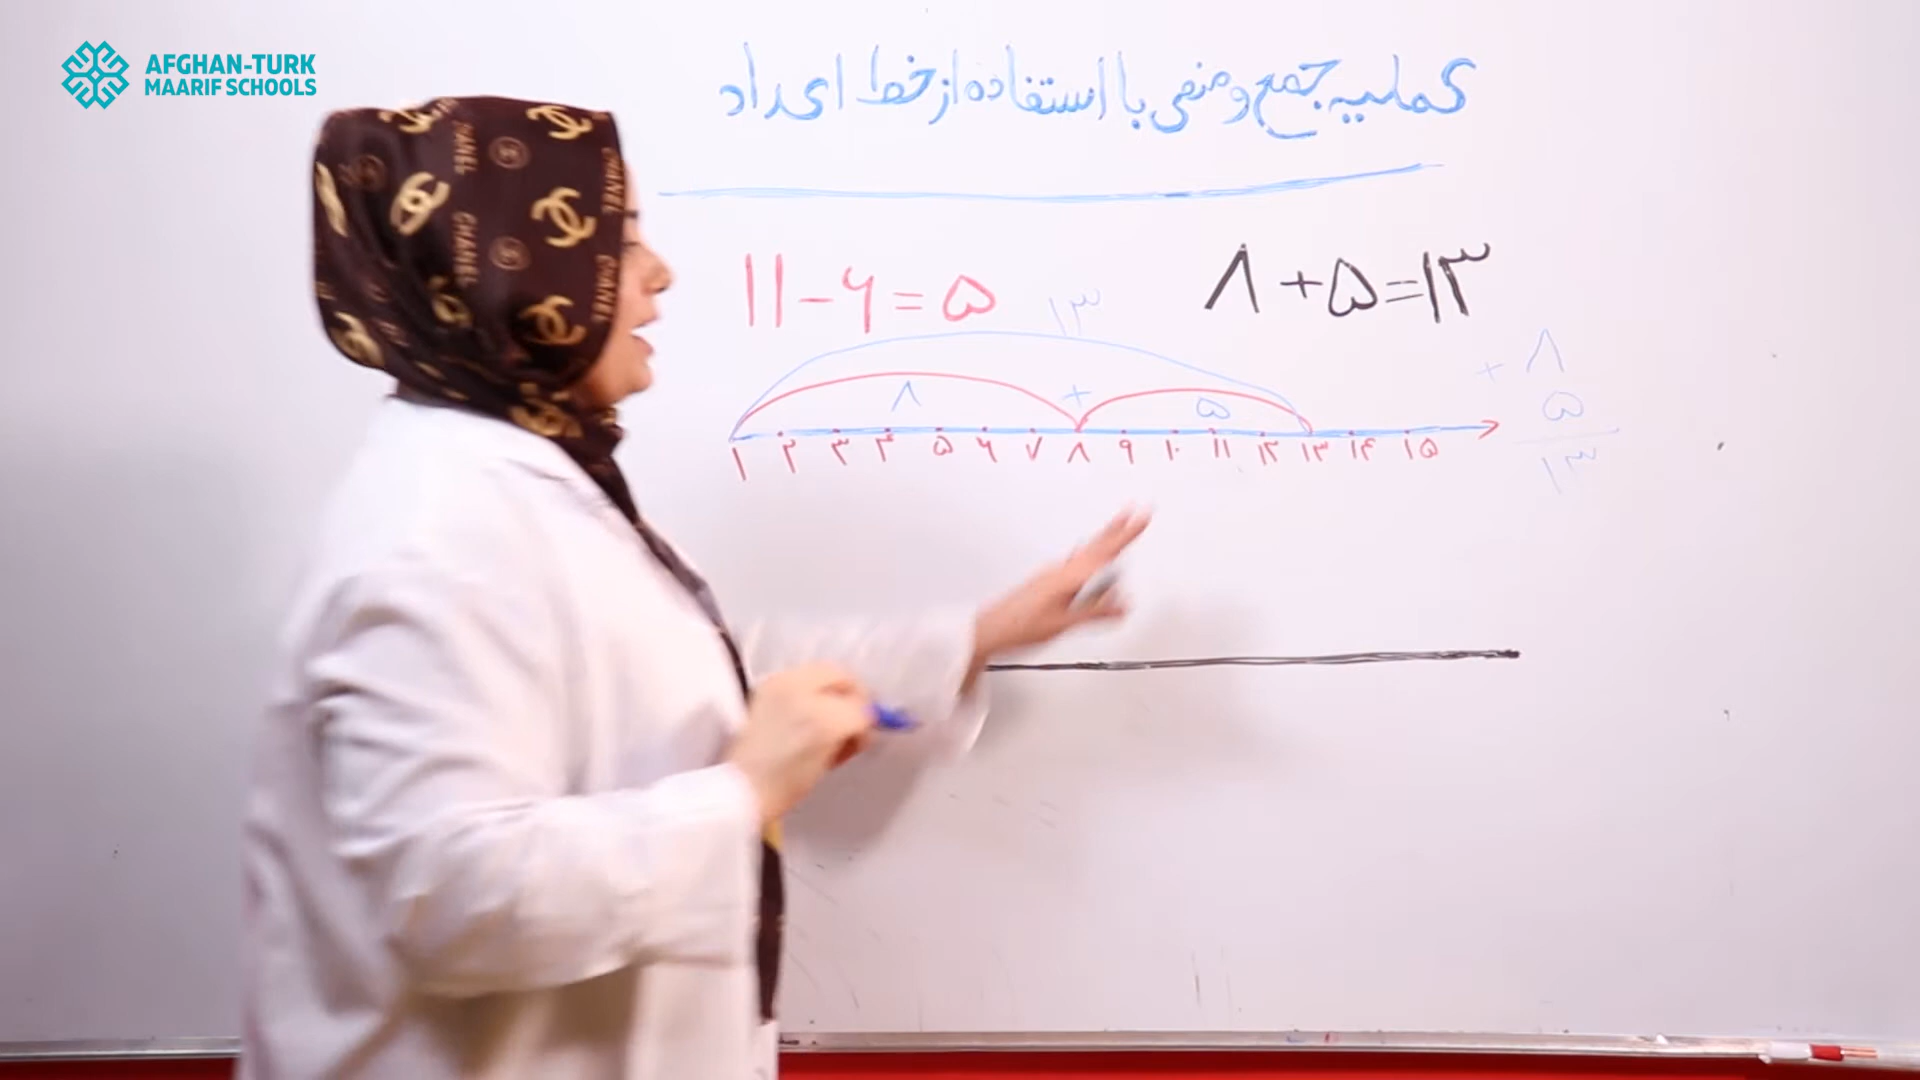 AFGHAN-TURK
MAARIF SCHOOLS
عملیه جمع و منفی با استفاده از خط اعداد
۱۱ - ۶ = ۵
۸ + ۵ = ۱۳
۱۳
۸ + ۵
۱ ۲ ۳ ۴ ۵ ۶ ۷ ۸ ۹ ۱۰ ۱۱ ۱۲ ۱۳ ۱۴ ۱۵
+ ۸
۵
۱۳